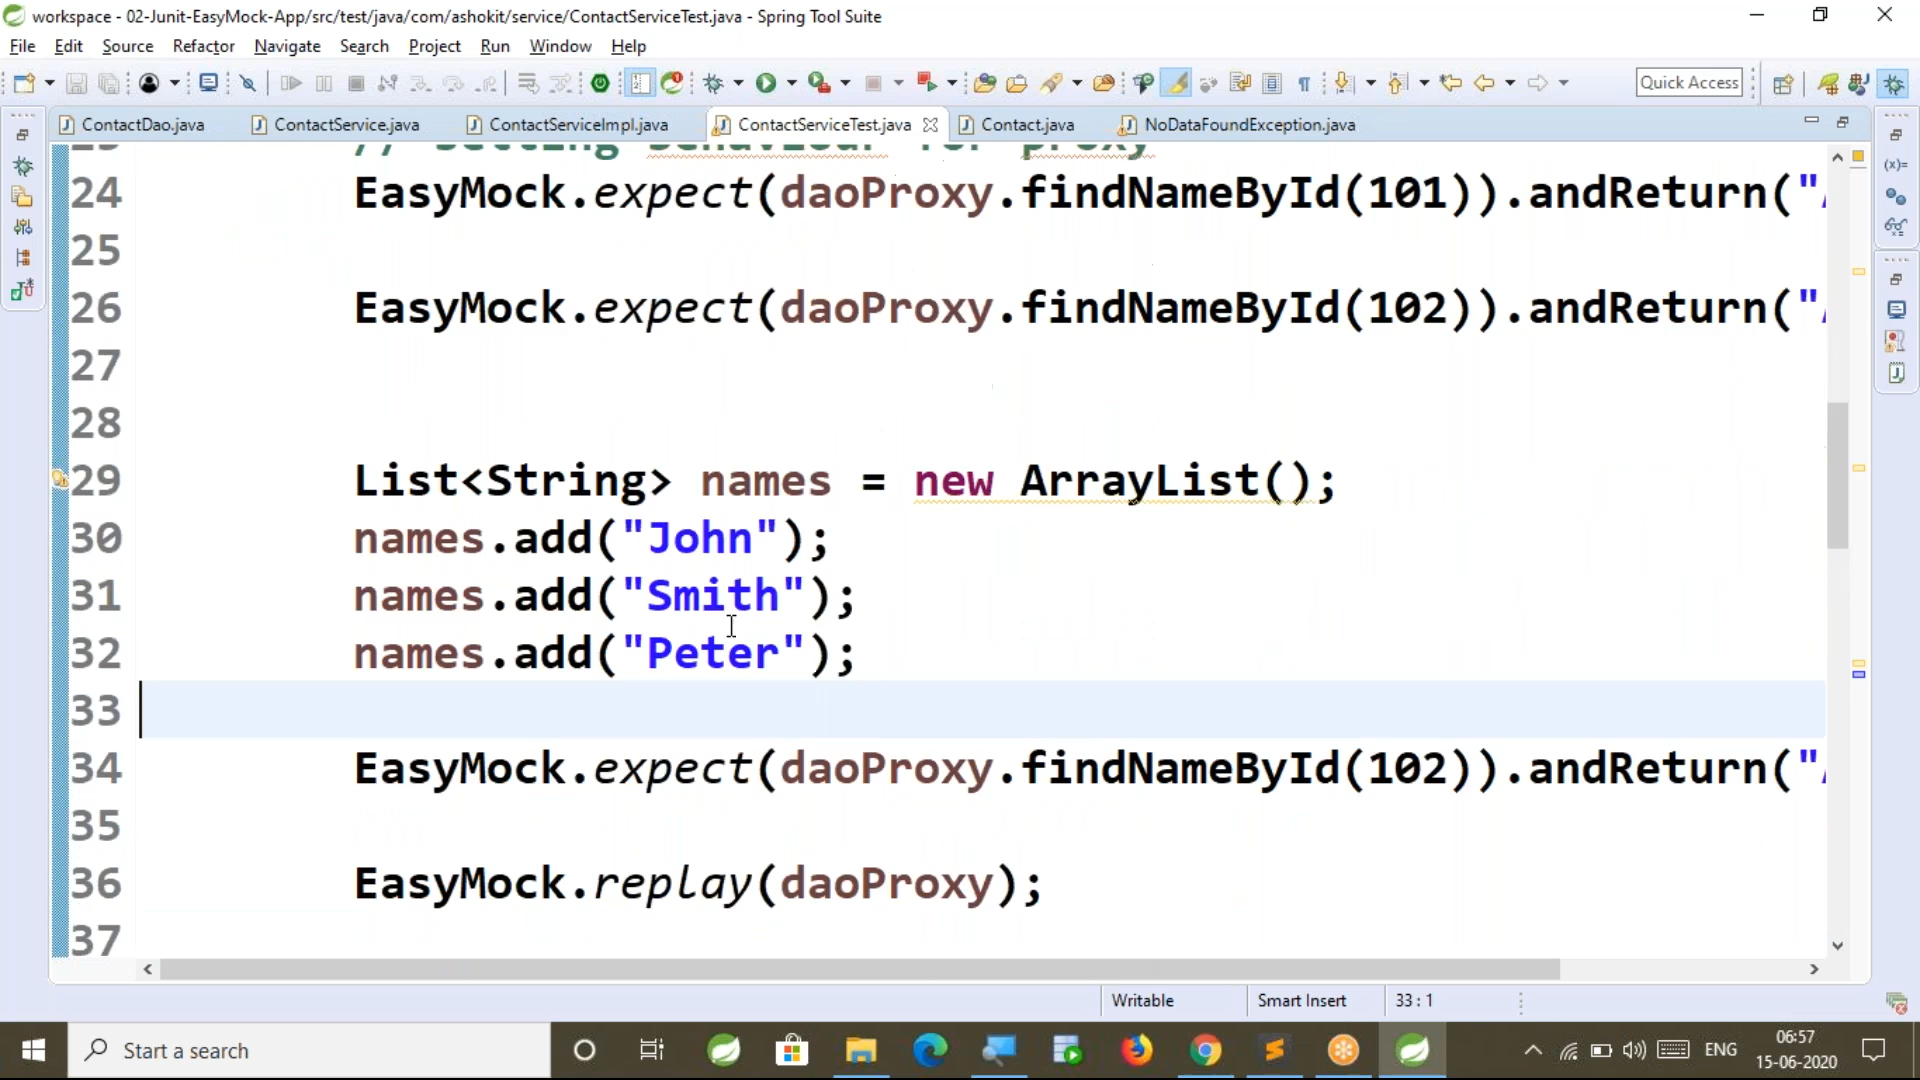 workspace - 02-Junit-EasyMock-App/src/test/java/com/ashokit/service/ContactServiceTest.java - Spring Tool Suite
File Edit Source Refactor Navigate Search Project Run Window Help
Quick Access
ContactDao.java ContactService.java ContactServiceImpl.java ContactServiceTest.java Contact.java NoDataFoundException.java
// setting behaviour for proxy
24 EasyMock.expect(daoProxy.findNameById(101)).andReturn("
25
26 EasyMock.expect(daoProxy.findNameById(102)).andReturn("
27
28
29 List<String> names = new ArrayList();
30 names.add("John");
31 names.add("Smith");
32 names.add("Peter");
33
34 EasyMock.expect(daoProxy.findNameById(102)).andReturn("
35
36 EasyMock.replay(daoProxy);
37
Writable Smart Insert 33 : 1
Start a search
ENG
06:57
15-06-2020